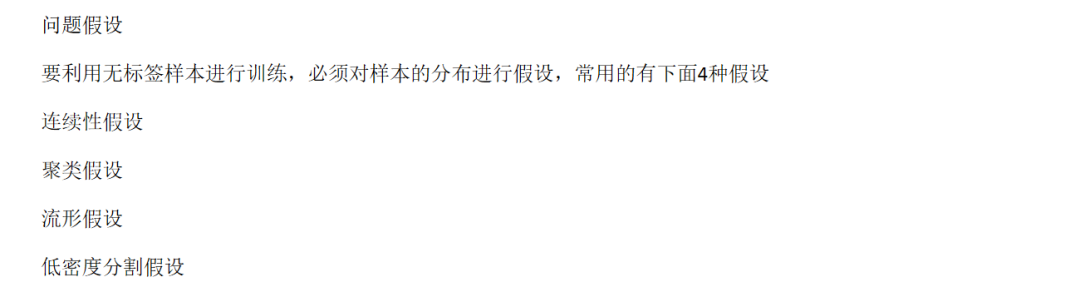 问题假设
要利用无标签样本进行训练，必须对样本的分布进行假设，常用的有下面4种假设
连续性假设
聚类假设
流形假设
低密度分割假设